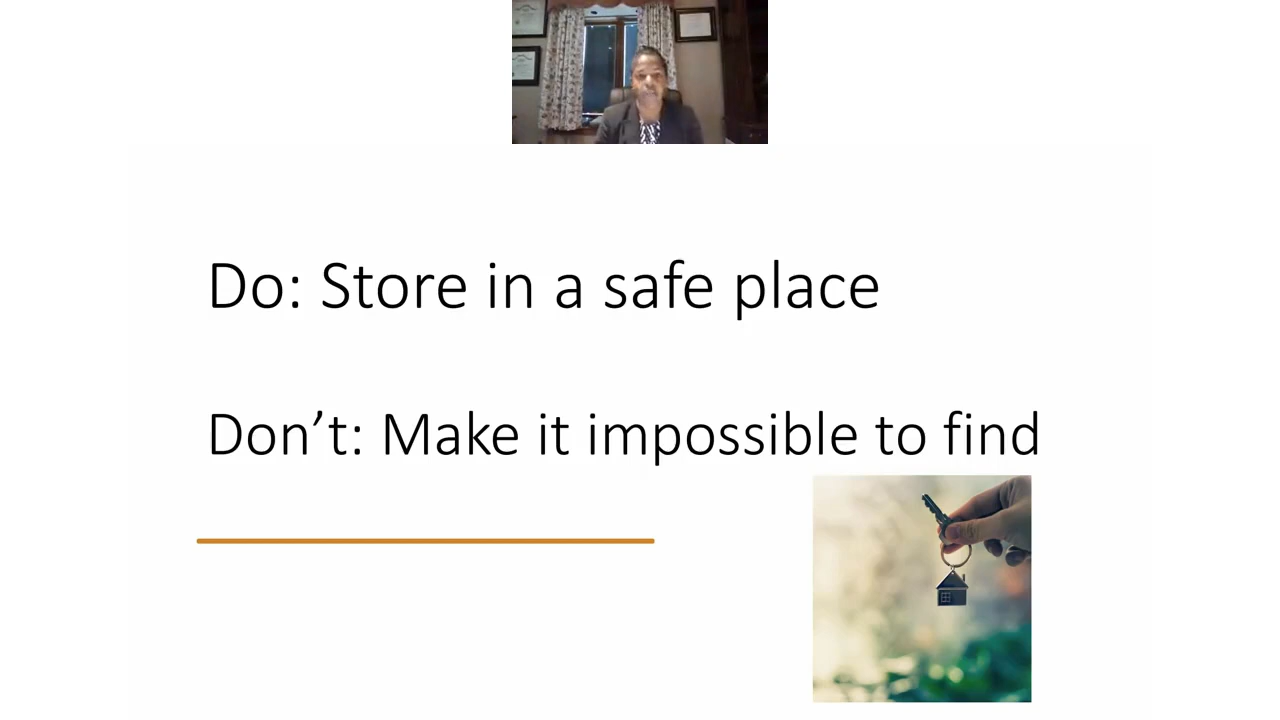 Do: Store in a safe place
Don’t: Make it impossible to find